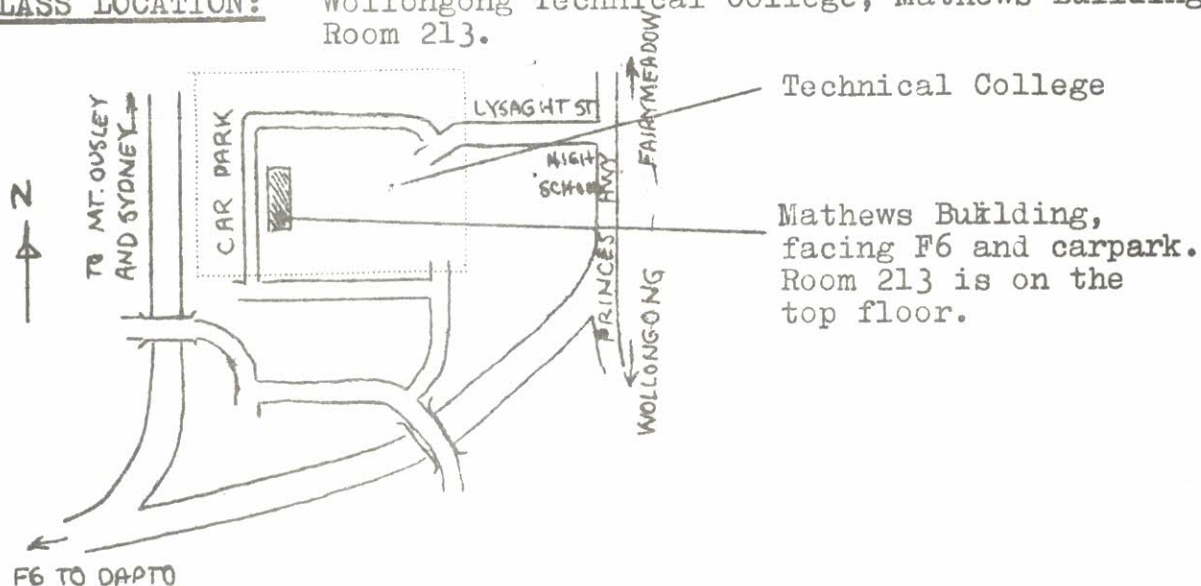 LASS LOCATION: Wollongong Technical College, Mathews Building
Room 213.
Technical College
Mathews Building,
facing F6 and carpark.
Room 213 is on the
top floor.
N
TO MT. OUSLEY
AND SYDNEY
CAR PARK
LYSAGHT ST
HIGH
SCHOOL
PRINCES HWY
FAIRYMEADOW
WOLLONGONG
F6 TO DAPTO